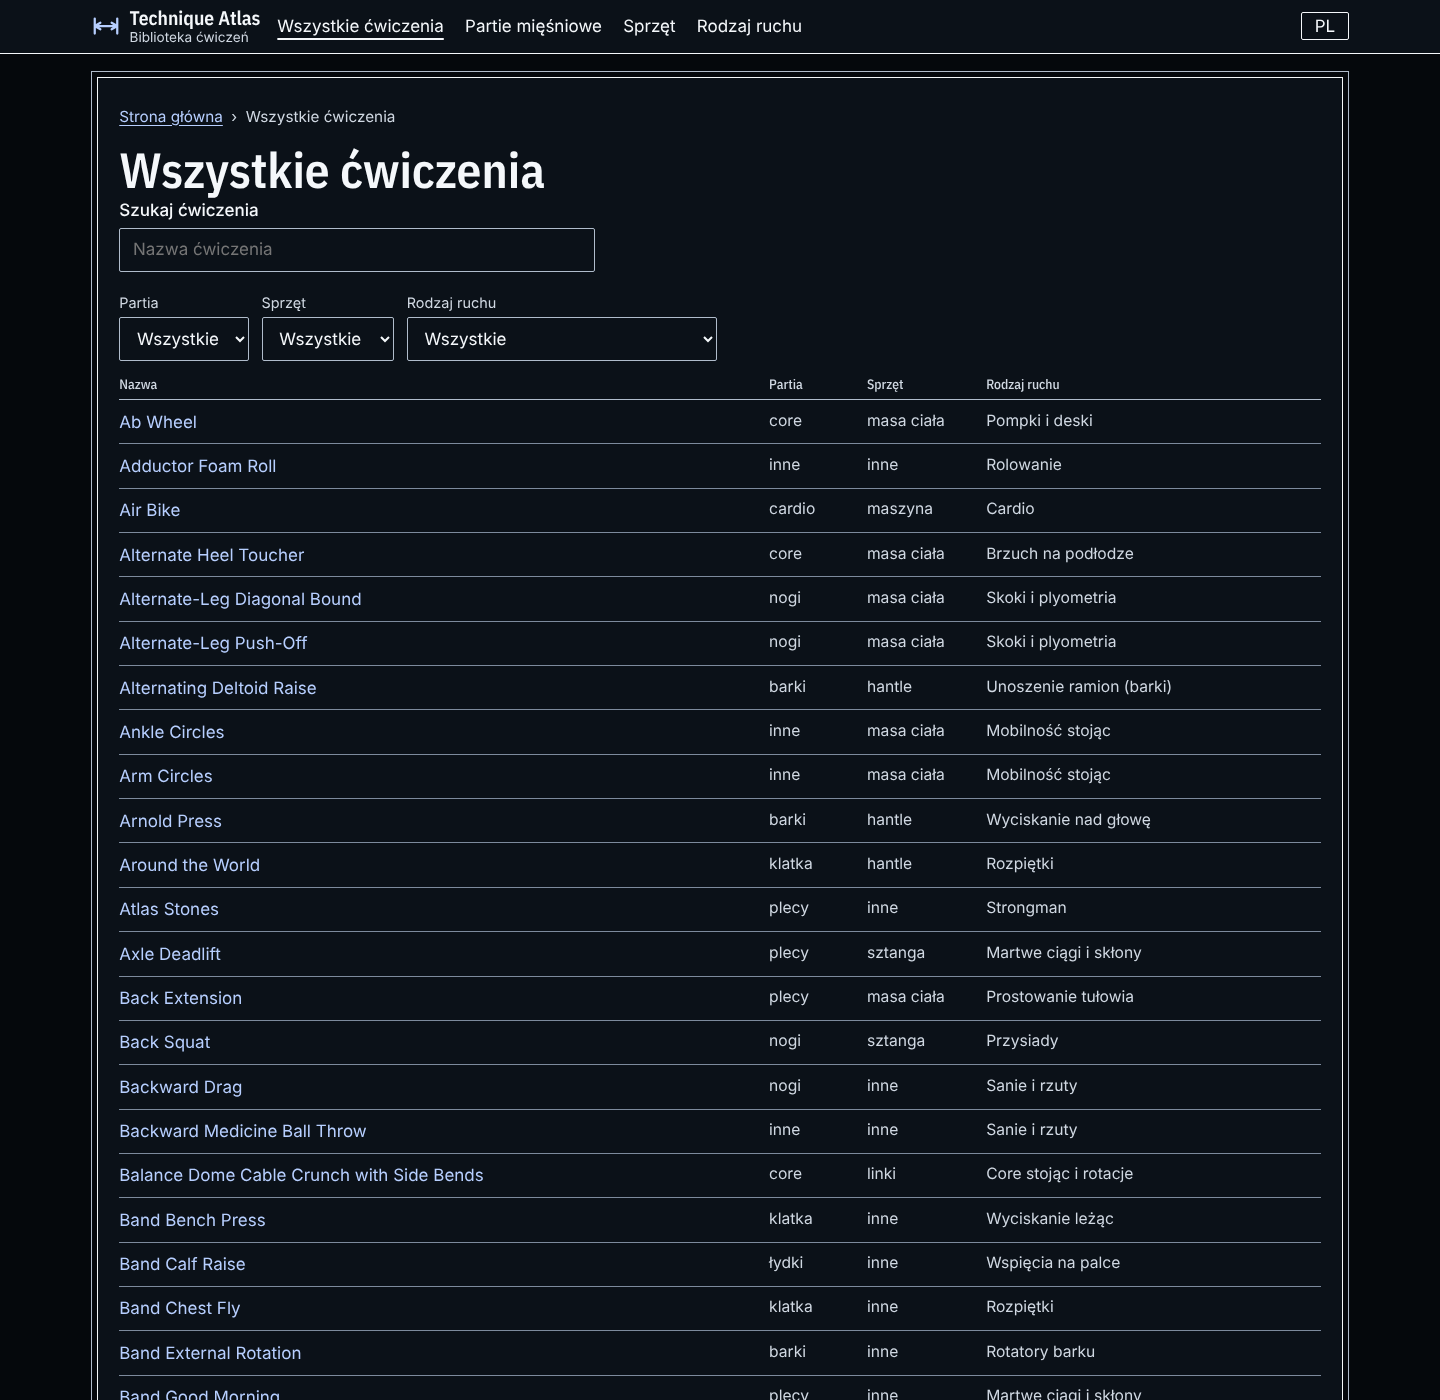 Technique Atlas
Biblioteka ćwiczeń
Wszystkie ćwiczenia Partie mięśniowe Sprzęt Rodzaj ruchu PL
Strona główna › Wszystkie ćwiczenia
Wszystkie ćwiczenia
Szukaj ćwiczenia
Nazwa ćwiczenia
Partia Sprzęt Rodzaj ruchu
Wszystkie Wszystkie Wszystkie
Nazwa Partia Sprzęt Rodzaj ruchu
Ab Wheel core masa ciała Pompki i deski
Adductor Foam Roll inne inne Rolowanie
Air Bike cardio maszyna Cardio
Alternate Heel Toucher core masa ciała Brzuch na podłodze
Alternate-Leg Diagonal Bound nogi masa ciała Skoki i plyometria
Alternate-Leg Push-Off nogi masa ciała Skoki i plyometria
Alternating Deltoid Raise barki hantle Unoszenie ramion (barki)
Ankle Circles inne masa ciała Mobilność stojąc
Arm Circles inne masa ciała Mobilność stojąc
Arnold Press barki hantle Wyciskanie nad głowę
Around the World klatka hantle Rozpiętki
Atlas Stones plecy inne Strongman
Axle Deadlift plecy sztanga Martwe ciągi i skłony
Back Extension plecy masa ciała Prostowanie tułowia
Back Squat nogi sztanga Przysiady
Backward Drag nogi inne Sanie i rzuty
Backward Medicine Ball Throw inne inne Sanie i rzuty
Balance Dome Cable Crunch with Side Bends core linki Core stojąc i rotacje
Band Bench Press klatka inne Wyciskanie leżąc
Band Calf Raise łydki inne Wspięcia na palce
Band Chest Fly klatka inne Rozpiętki
Band External Rotation barki inne Rotatory barku
Band Good Morning plecy inne Martwe ciągi i skłony